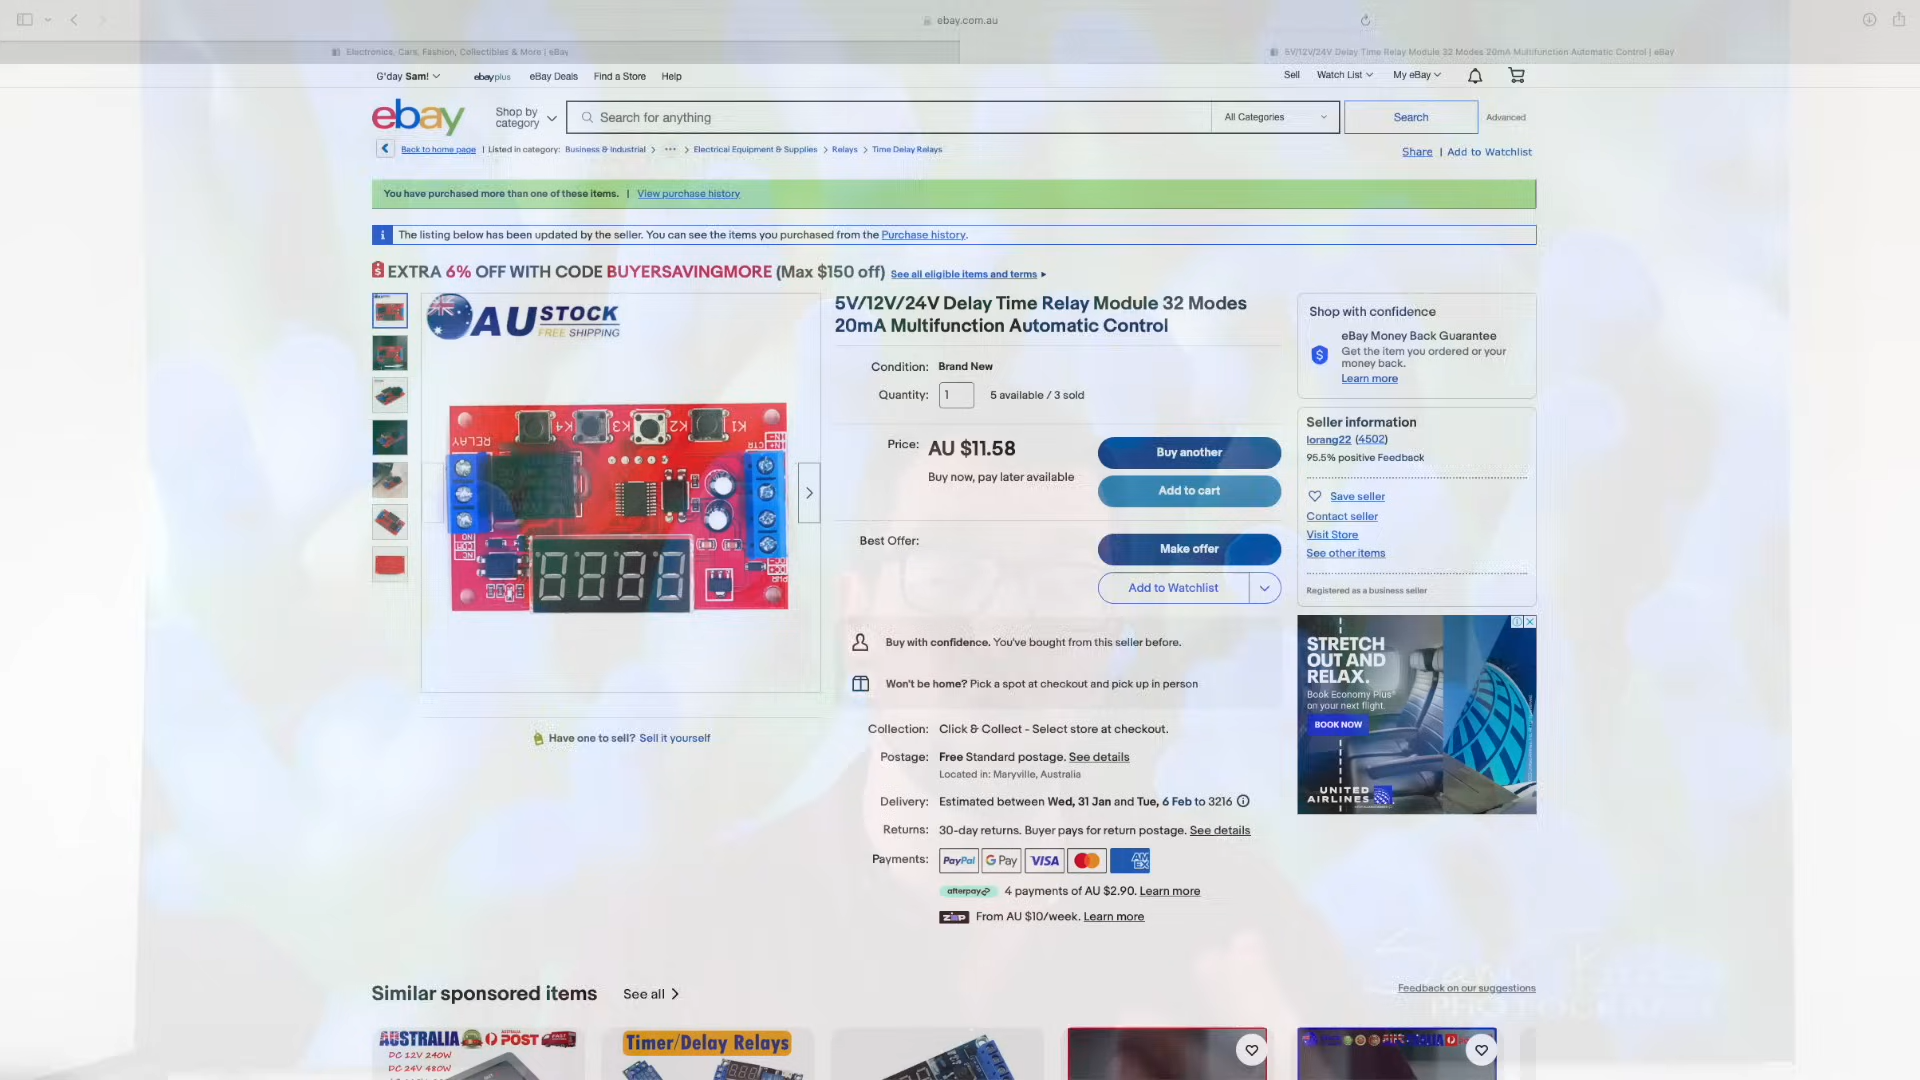 ebay.com.au
Electronics, Cars, Fashion, Collectibles & More | eBay
5V/12V/24V Delay Time Relay Module 32 Modes 20mA Multifunction Automatic Control | eBay
G'day Sam!
ebayplus
eBay Deals
Find a Store
Help
Sell
Watch List
My eBay
ebay
Shop by category
Search for anything
All Categories
Search
Advanced
Back to home page | Listed in category: Business & Industrial > ··· > Electrical Equipment & Supplies > Relays > Time Delay Relays
Share | Add to Watchlist
You have purchased more than one of these items. | View purchase history
The listing below has been updated by the seller. You can see the items you purchased from the Purchase history.
EXTRA 6% OFF WITH CODE BUYERSAVINGMORE (Max $150 off) See all eligible items and terms
AU STOCK
FREE SHIPPING
RELAY
K4
K3
K2
K1
5V/12V/24V Delay Time Relay Module 32 Modes
20mA Multifunction Automatic Control
Condition: Brand New
Quantity: 1 5 available / 3 sold
Price: AU $11.58
Buy now, pay later available
Buy another
Add to cart
Best Offer:
Make offer
Add to Watchlist
Buy with confidence. You've bought from this seller before.
Won't be home? Pick a spot at checkout and pick up in person
Have one to sell? Sell it yourself
Collection: Click & Collect - Select store at checkout.
Postage: Free Standard postage. See details
Located in: Maryville, Australia
Delivery: Estimated between Wed, 31 Jan and Tue, 6 Feb to 3216
Returns: 30-day returns. Buyer pays for return postage. See details
Payments: PayPal G Pay VISA AM EX
afterpay 4 payments of AU $2.90. Learn more
zip From AU $10/week. Learn more
Shop with confidence
eBay Money Back Guarantee
Get the item you ordered or your
money back.
Learn more
Seller information
lorang22 (4502)
95.5% positive Feedback
Save seller
Contact seller
Visit Store
See other items
Registered as a business seller
STRETCH
OUT AND
RELAX.
Book Economy Plus®
on your next flight.
BOOK NOW
UNITED
AIRLINES
Similar sponsored items See all
Feedback on our suggestions
AUSTRALIA POST
DC 12V 240W
DC 24V 480W
Timer/Delay Relays